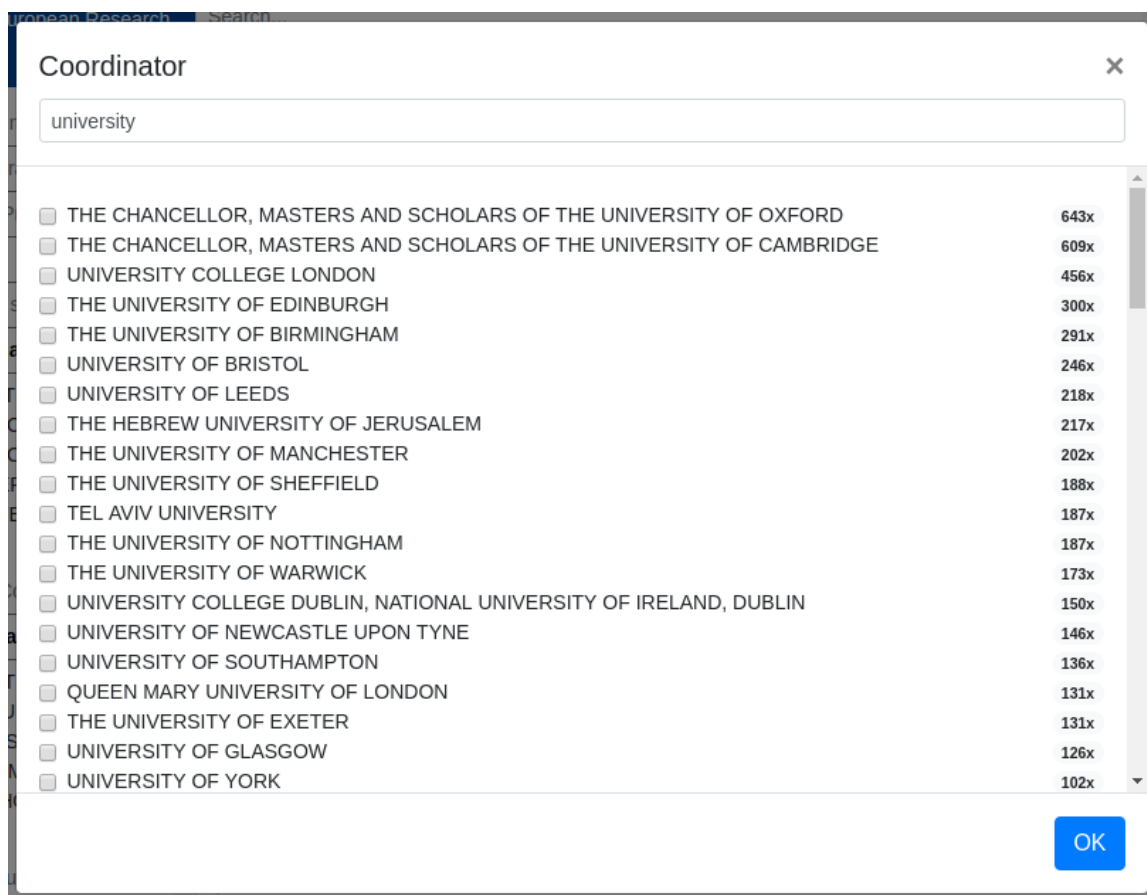 uropean Research
Search...
Coordinator
×
university
THE CHANCELLOR, MASTERS AND SCHOLARS OF THE UNIVERSITY OF OXFORD 643x
THE CHANCELLOR, MASTERS AND SCHOLARS OF THE UNIVERSITY OF CAMBRIDGE 609x
UNIVERSITY COLLEGE LONDON 456x
THE UNIVERSITY OF EDINBURGH 300x
THE UNIVERSITY OF BIRMINGHAM 291x
UNIVERSITY OF BRISTOL 246x
UNIVERSITY OF LEEDS 218x
THE HEBREW UNIVERSITY OF JERUSALEM 217x
THE UNIVERSITY OF MANCHESTER 202x
THE UNIVERSITY OF SHEFFIELD 188x
TEL AVIV UNIVERSITY 187x
THE UNIVERSITY OF NOTTINGHAM 187x
THE UNIVERSITY OF WARWICK 173x
UNIVERSITY COLLEGE DUBLIN, NATIONAL UNIVERSITY OF IRELAND, DUBLIN 150x
UNIVERSITY OF NEWCASTLE UPON TYNE 146x
UNIVERSITY OF SOUTHAMPTON 136x
QUEEN MARY UNIVERSITY OF LONDON 131x
THE UNIVERSITY OF EXETER 131x
UNIVERSITY OF GLASGOW 126x
UNIVERSITY OF YORK 102x
OK